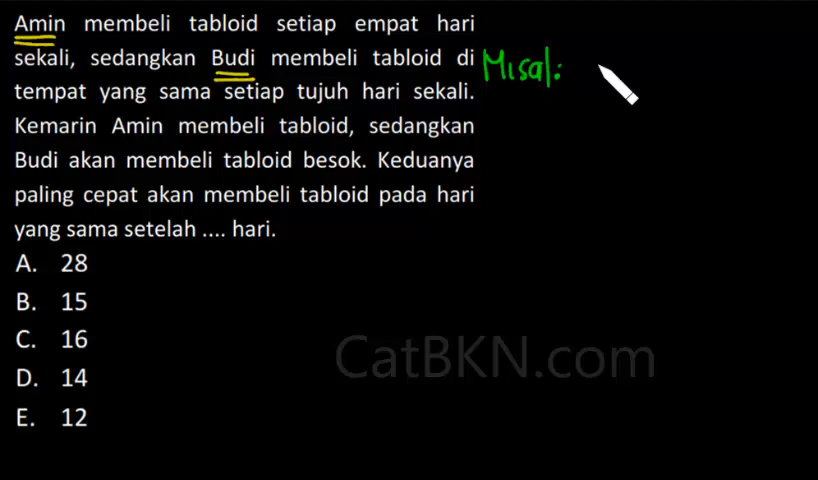 Amin membeli tabloid setiap empat hari
sekali, sedangkan Budi membeli tabloid di
tempat yang sama setiap tujuh hari sekali.
Kemarin Amin membeli tabloid, sedangkan
Budi akan membeli tabloid besok. Keduanya
paling cepat akan membeli tabloid pada hari
yang sama setelah .... hari.
A. 28
B. 15
C. 16
D. 14
E. 12
Misal:
CatBKN.com